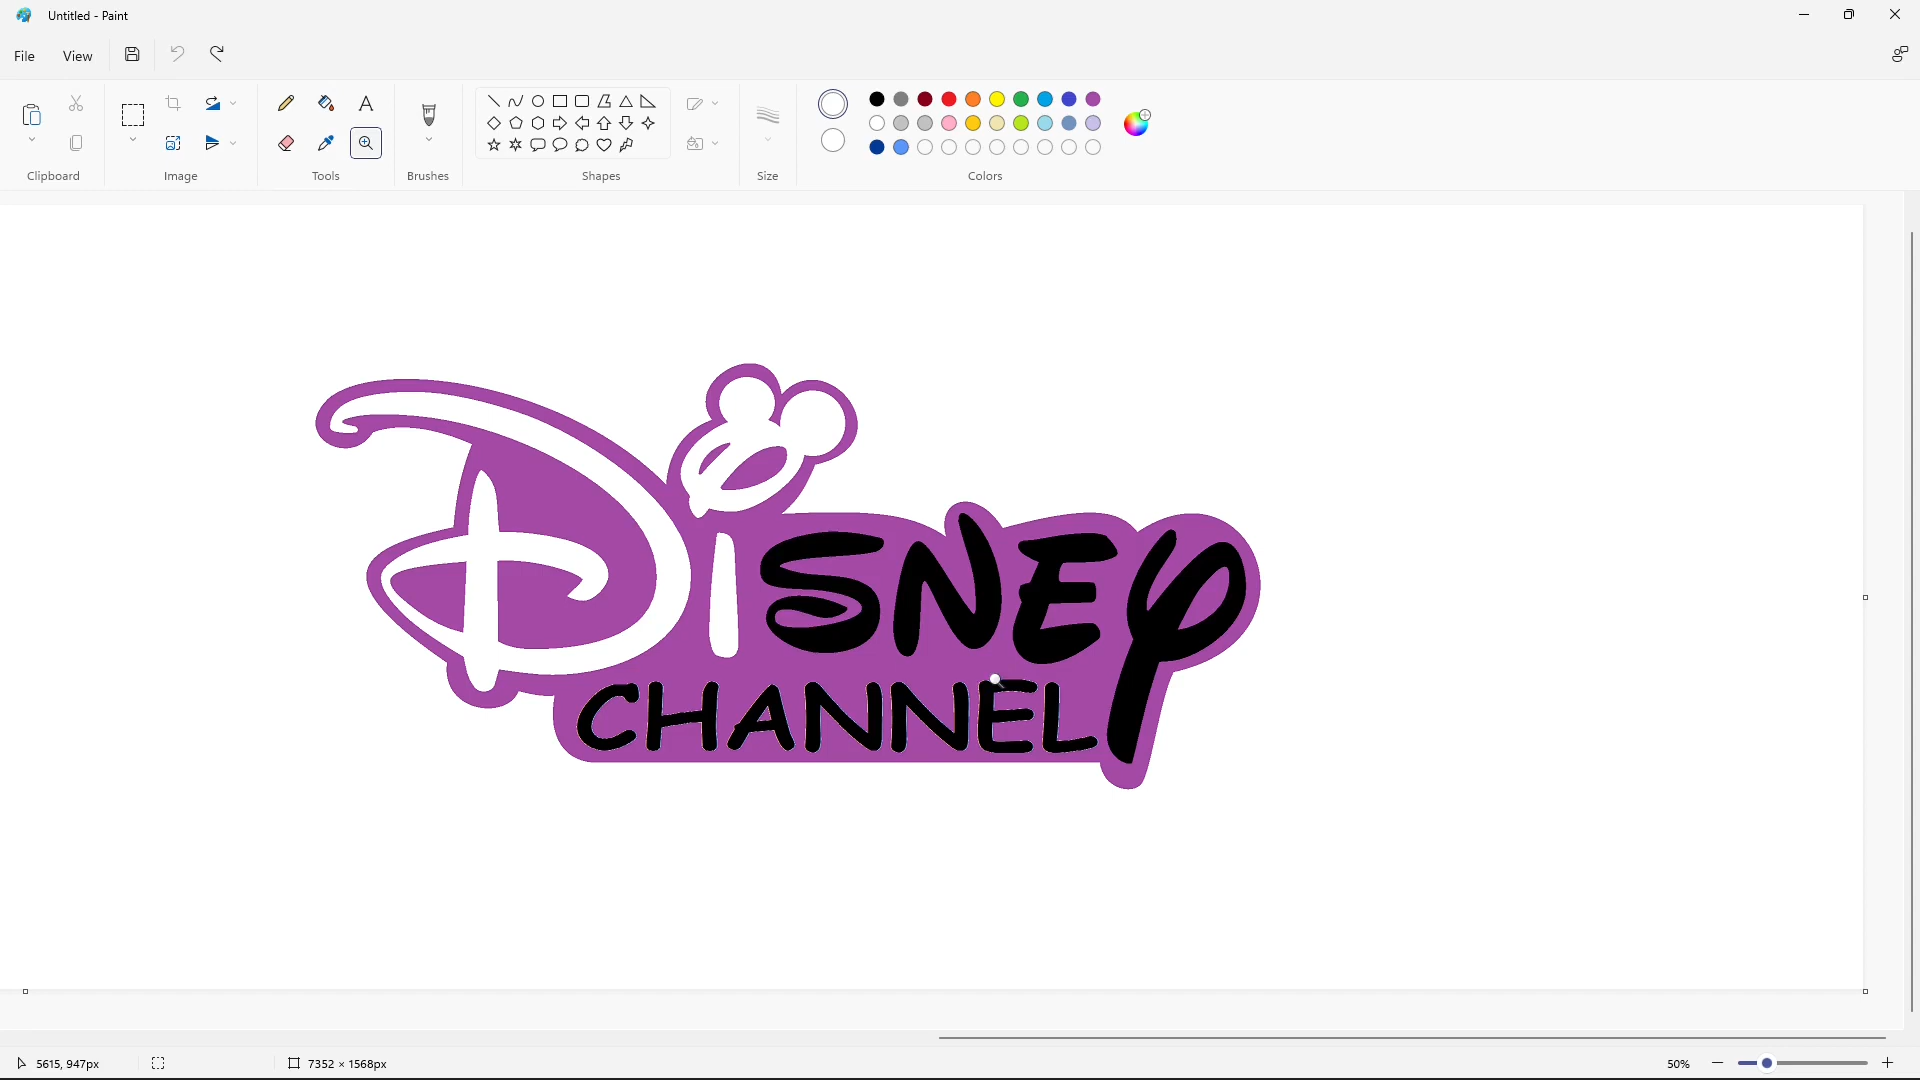 Untitled - Paint
File View
Clipboard Image Tools Brushes Shapes Size Colors
DiSNEY
CHANNEL
5615, 947px 7352 × 1568px 50%